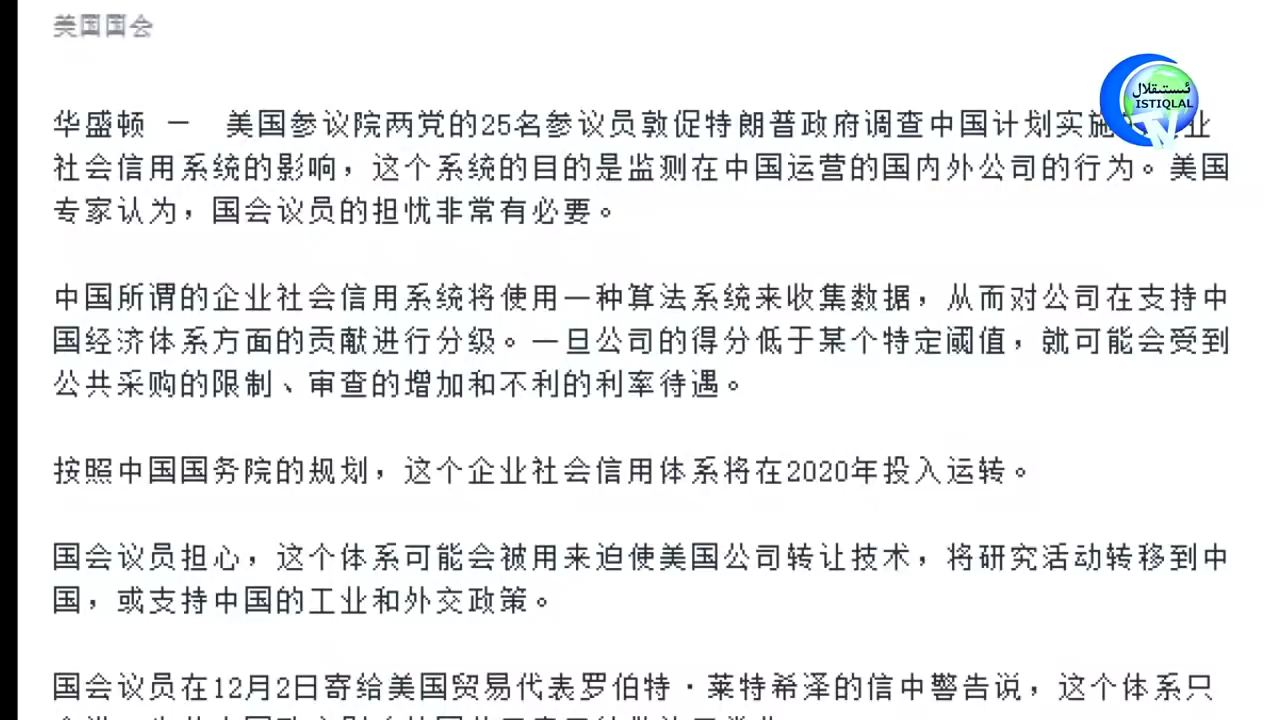 美国国会
ئىستىقلال
ISTIQLAL
TV
华盛顿 — 美国参议院两党的25名参议员敦促特朗普政府调查中国计划实施 业
社会信用系统的影响，这个系统的目的是监测在中国运营的国内外公司的行为。美国
专家认为，国会议员的担忧非常有必要。
中国所谓的企业社会信用系统将使用一种算法系统来收集数据，从而对公司在支持中
国经济体系方面的贡献进行分级。一旦公司的得分低于某个特定阈值，就可能会受到
公共采购的限制、审查的增加和不利的利率待遇。
按照中国国务院的规划，这个企业社会信用体系将在2020年投入运转。
国会议员担心，这个体系可能会被用来迫使美国公司转让技术，将研究活动转移到中
国，或支持中国的工业和外交政策。
国会议员在12月2日寄给美国贸易代表罗伯特·莱特希泽的信中警告说，这个体系只